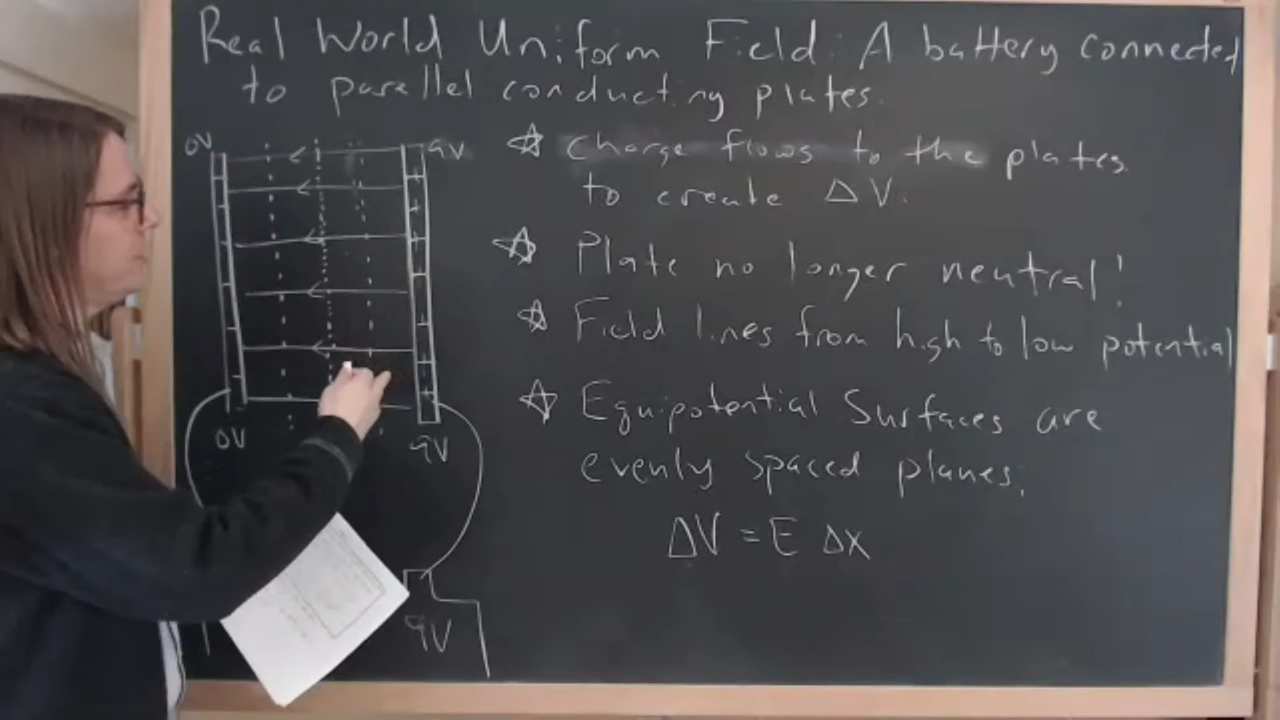 Real World Uniform Field: A battery connected
to parallel conducting plates.
0V
9V
☆ Charge flows to the plates
to create ΔV.
☆ Plate no longer neutral!
☆ Field lines from high to low potential
☆ Equipotential Surfaces are
evenly spaced planes,
ΔV = E Δx
0V
9V
9V